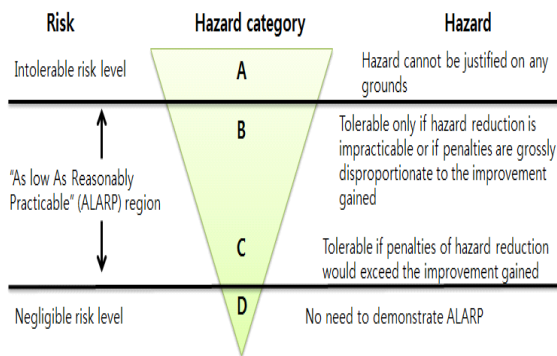 Risk
Hazard category
Hazard
Intolerable risk level
A
Hazard cannot be justified on any
grounds
"As low As Reasonably
Practicable" (ALARP) region
B
Tolerable only if hazard reduction is
impracticable or if penalties are grossly
disproportionate to the improvement
gained
C
Tolerable if penalties of hazard reduction
would exceed the improvement gained
Negligible risk level
D
No need to demonstrate ALARP